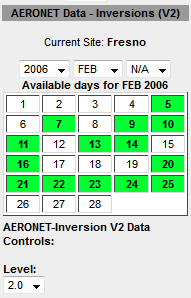 AERONET Data - Inversions (V2)
Current Site: Fresno
2006 FEB N/A
Available days for FEB 2006
1 2 3 4 5
6 7 8 9 10
11 12 13 14 15
16 17 18 19 20
21 22 23 24 25
26 27 28
AERONET-Inversion V2 Data
Controls:
Level:
2.0